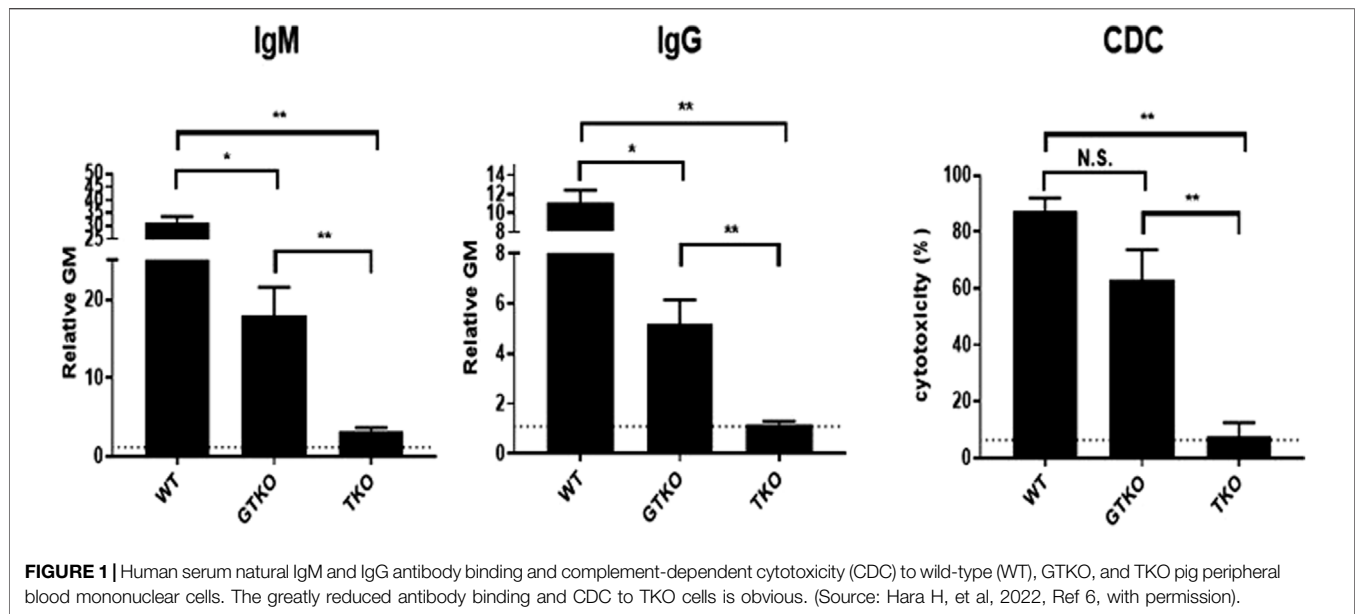 IgM
IgG
CDC
**
*
**
50
45
40
35
30
25
20
10
0
Relative GM
WT
GTKO
TKO
**
*
**
14
12
10
8
8
6
4
2
0
Relative GM
WT
GTKO
TKO
**
N.S.
**
100
80
60
40
20
0
cytotoxicity (%)
WT
GTKO
TKO
FIGURE 1 | Human serum natural IgM and IgG antibody binding and complement-dependent cytotoxicity (CDC) to wild-type (WT), GTKO, and TKO pig peripheral
blood mononuclear cells. The greatly reduced antibody binding and CDC to TKO cells is obvious. (Source: Hara H, et al, 2022, Ref 6, with permission).